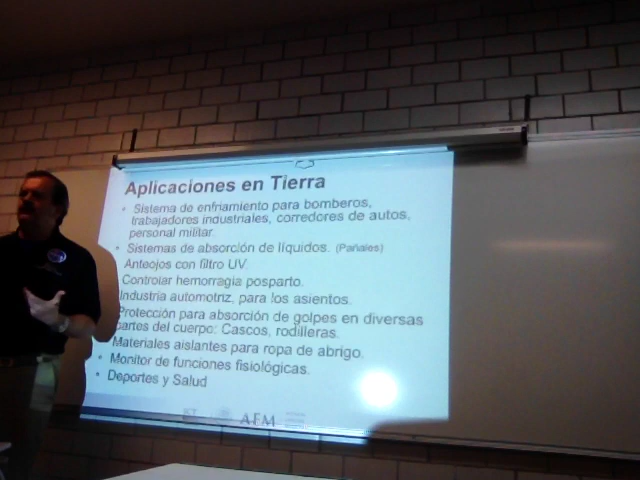 Aplicaciones en Tierra
• Sistema de enfriamiento para bomberos,
trabajadores industriales, corredores de autos,
personal militar.
• Sistemas de absorción de líquidos. (Pañales)
Anteojos con filtro UV.
Controlar hemorragia posparto.
Industria automotriz, para los asientos.
Protección para absorción de golpes en diversas
partes del cuerpo: Cascos, rodilleras.
Materiales aislantes para ropa de abrigo.
• Monitor de funciones fisiológicas.
• Deportes y Salud
AEM